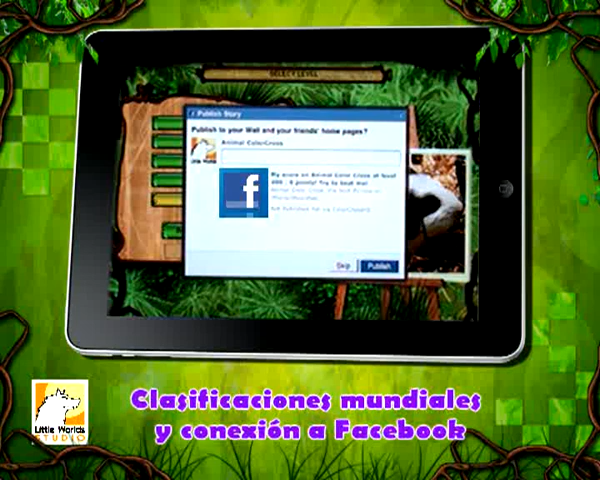 SELECT LEVEL
Publish Story
Publish to your Wall and your friends' home pages?
Animal ColorCross
Skip
Publish
Little Worlds
STUDIO
Clasificaciones mundiales
y conexión a Facebook